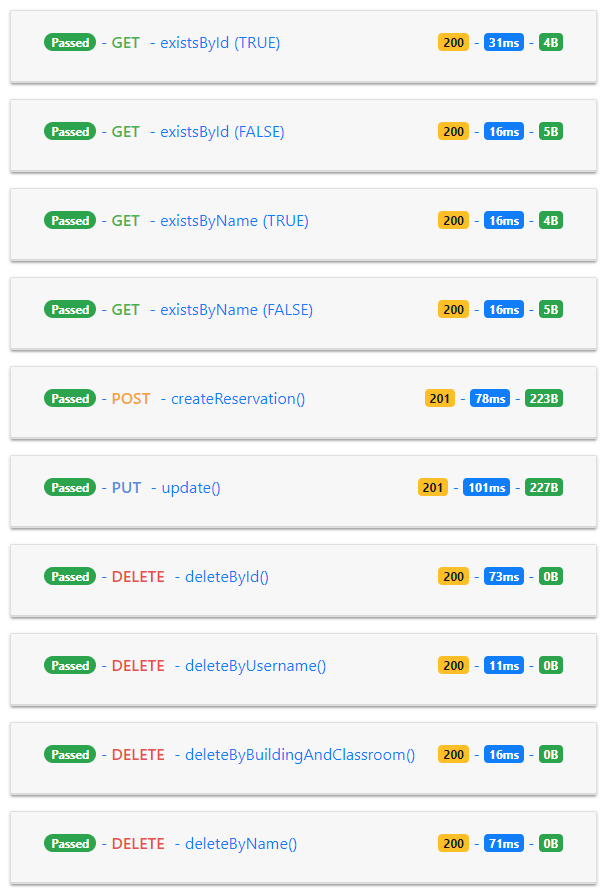 Passed - GET - existsById (TRUE) 200 - 31ms - 4B
Passed - GET - existsById (FALSE) 200 - 16ms - 5B
Passed - GET - existsByName (TRUE) 200 - 16ms - 4B
Passed - GET - existsByName (FALSE) 200 - 16ms - 5B
Passed - POST - createReservation() 201 - 78ms - 223B
Passed - PUT - update() 201 - 101ms - 227B
Passed - DELETE - deleteById() 200 - 73ms - 0B
Passed - DELETE - deleteByUsername() 200 - 11ms - 0B
Passed - DELETE - deleteByBuildingAndClassroom() 200 - 16ms - 0B
Passed - DELETE - deleteByName() 200 - 71ms - 0B